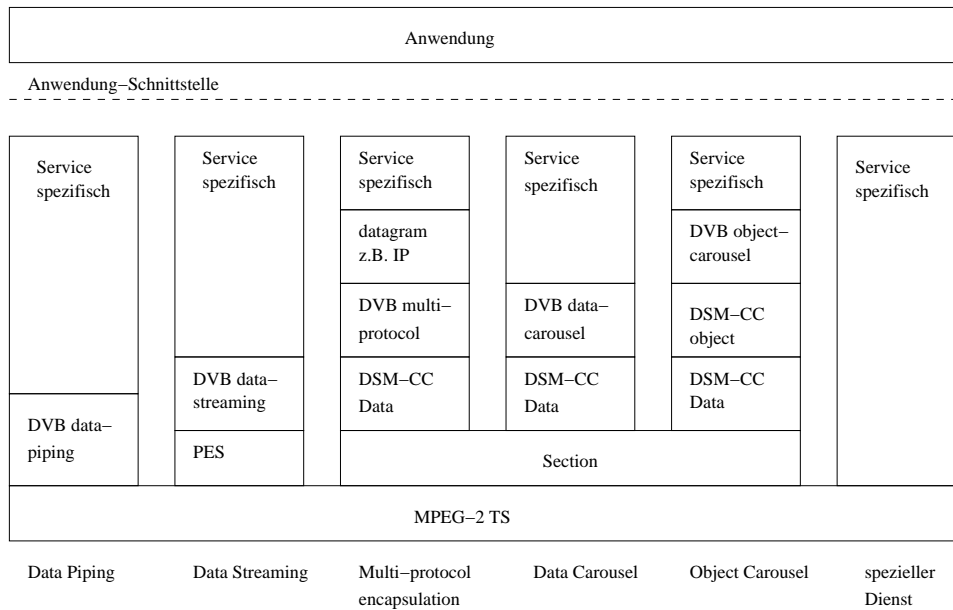 Anwendung
Anwendung–Schnittstelle
Service
spezifisch
DVB data–
piping
Service
spezifisch
DVB data–
streaming
PES
Service
spezifisch
datagram
z.B. IP
DVB multi–
protocol
DSM–CC
Data
Service
spezifisch
DVB data–
carousel
DSM–CC
Data
Service
spezifisch
DVB object–
carousel
DSM–CC
object
DSM–CC
Data
Service
spezifisch
Section
MPEG–2 TS
Data Piping
Data Streaming
Multi–protocol
encapsulation
Data Carousel
Object Carousel
spezieller
Dienst